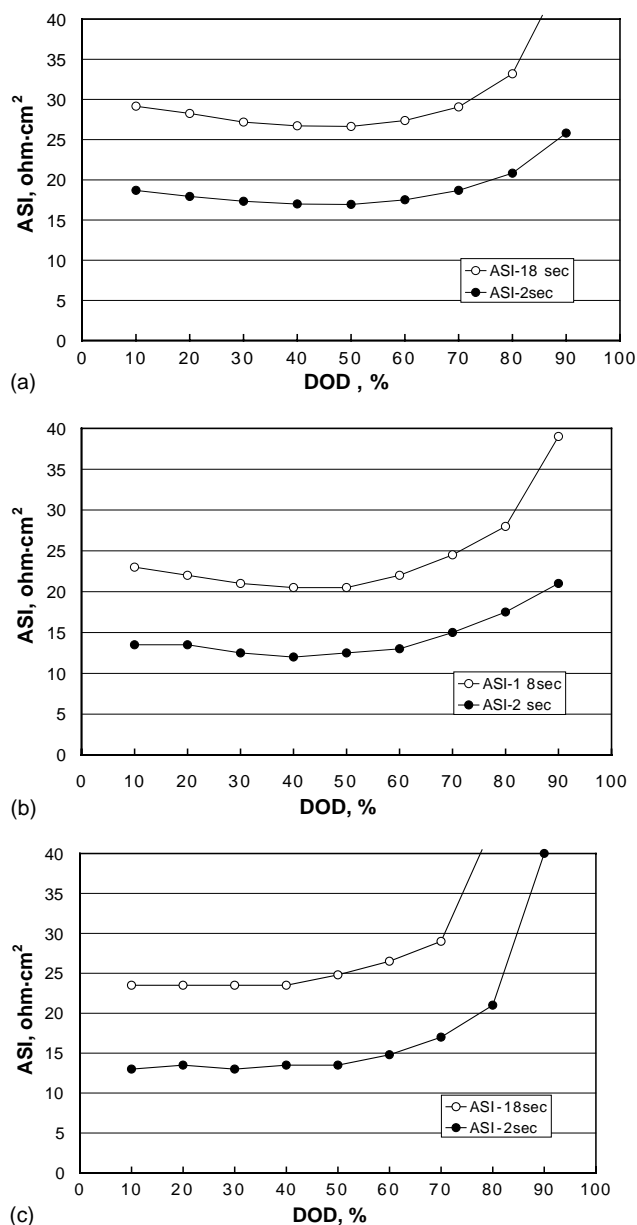 40
35
30
25
20
15
10
5
0
ASI, ohm·cm²
ASI-18 sec
ASI-2sec
0 10 20 30 40 50 60 70 80 90 100
(a)
DOD , %
40
35
30
25
20
15
10
5
0
ASI, ohm·cm²
ASI-1 8sec
ASI-2 sec
0 10 20 30 40 50 60 70 80 90 100
(b)
DOD, %
40
35
30
25
20
15
10
5
0
ASI, ohm·cm²
ASI-18sec
ASI-2sec
0 10 20 30 40 50 60 70 80 90 100
(c)
DOD, %